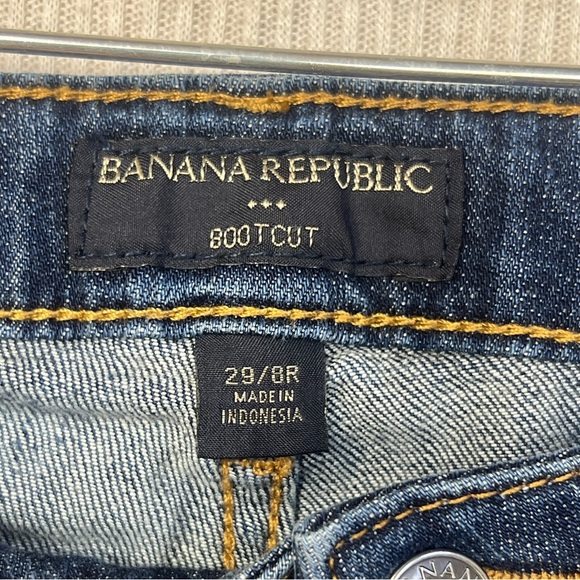 BANANA REPUBLIC
BOOTCUT
29/8R
MADE IN
INDONESIA